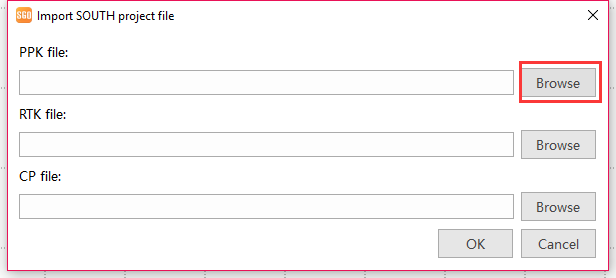 SGO Import SOUTH project file
PPK file:
Browse
RTK file:
Browse
CP file:
Browse
OK Cancel